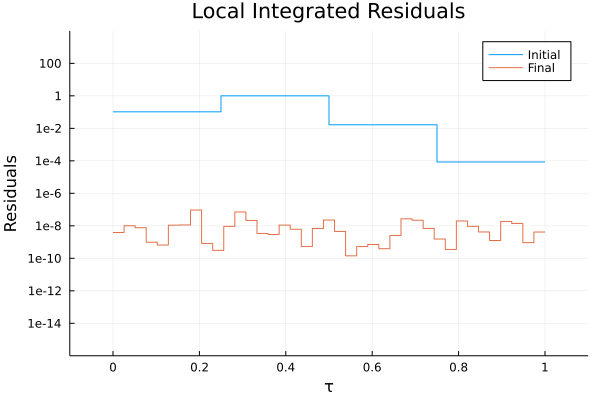 Local Integrated Residuals
Initial
Final
Residuals
100
1
1e-2
1e-4
1e-6
1e-8
1e-10
1e-12
1e-14
0
0.2
0.4
0.6
0.8
1
τ